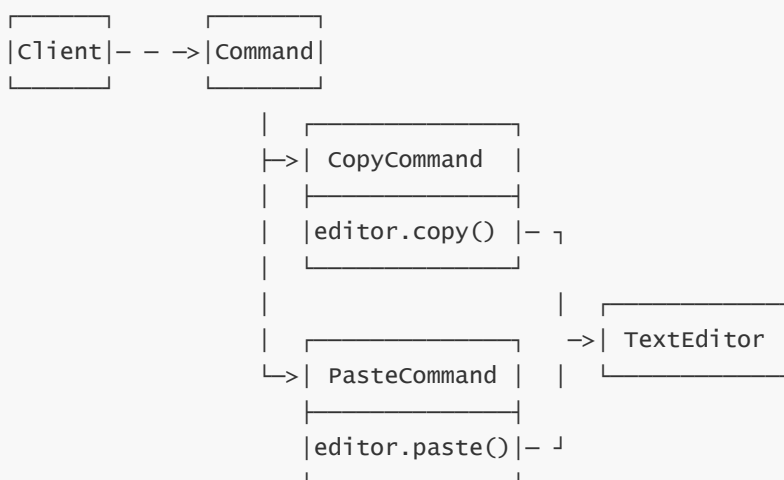 Client Command
CopyCommand
editor.copy()
TextEditor
PasteCommand
editor.paste()